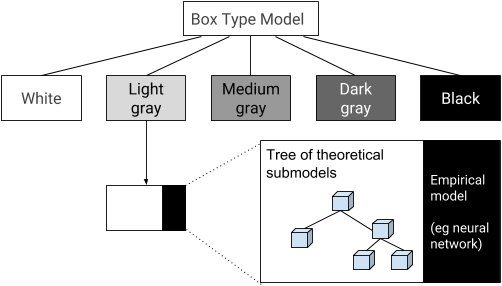 Box Type Model
White
Light
gray
Medium
gray
Dark
gray
Black
Tree of theoretical
submodels
Empirical
model
(eg neural
network)